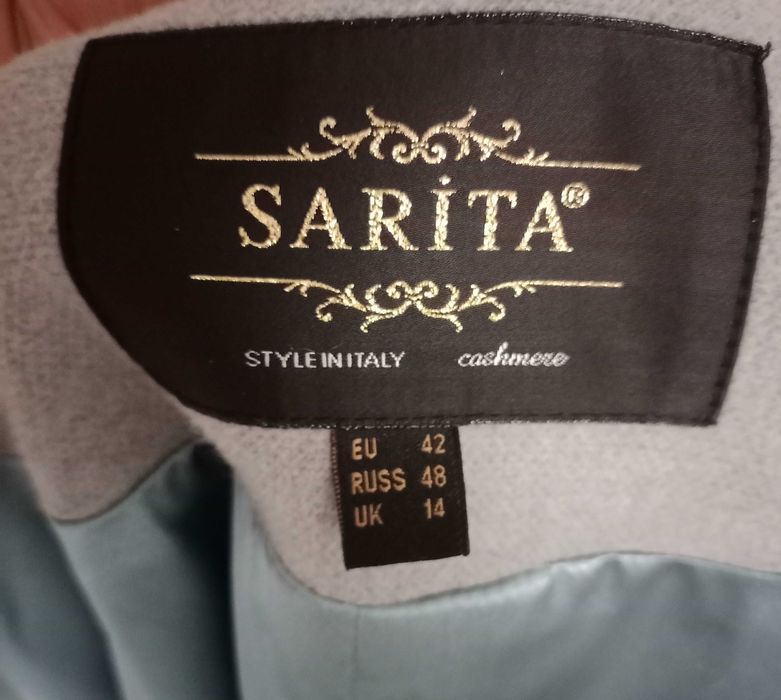 SARİTA®
STYLE IN ITALY cashmere
EU 42
RUSS 48
UK 14